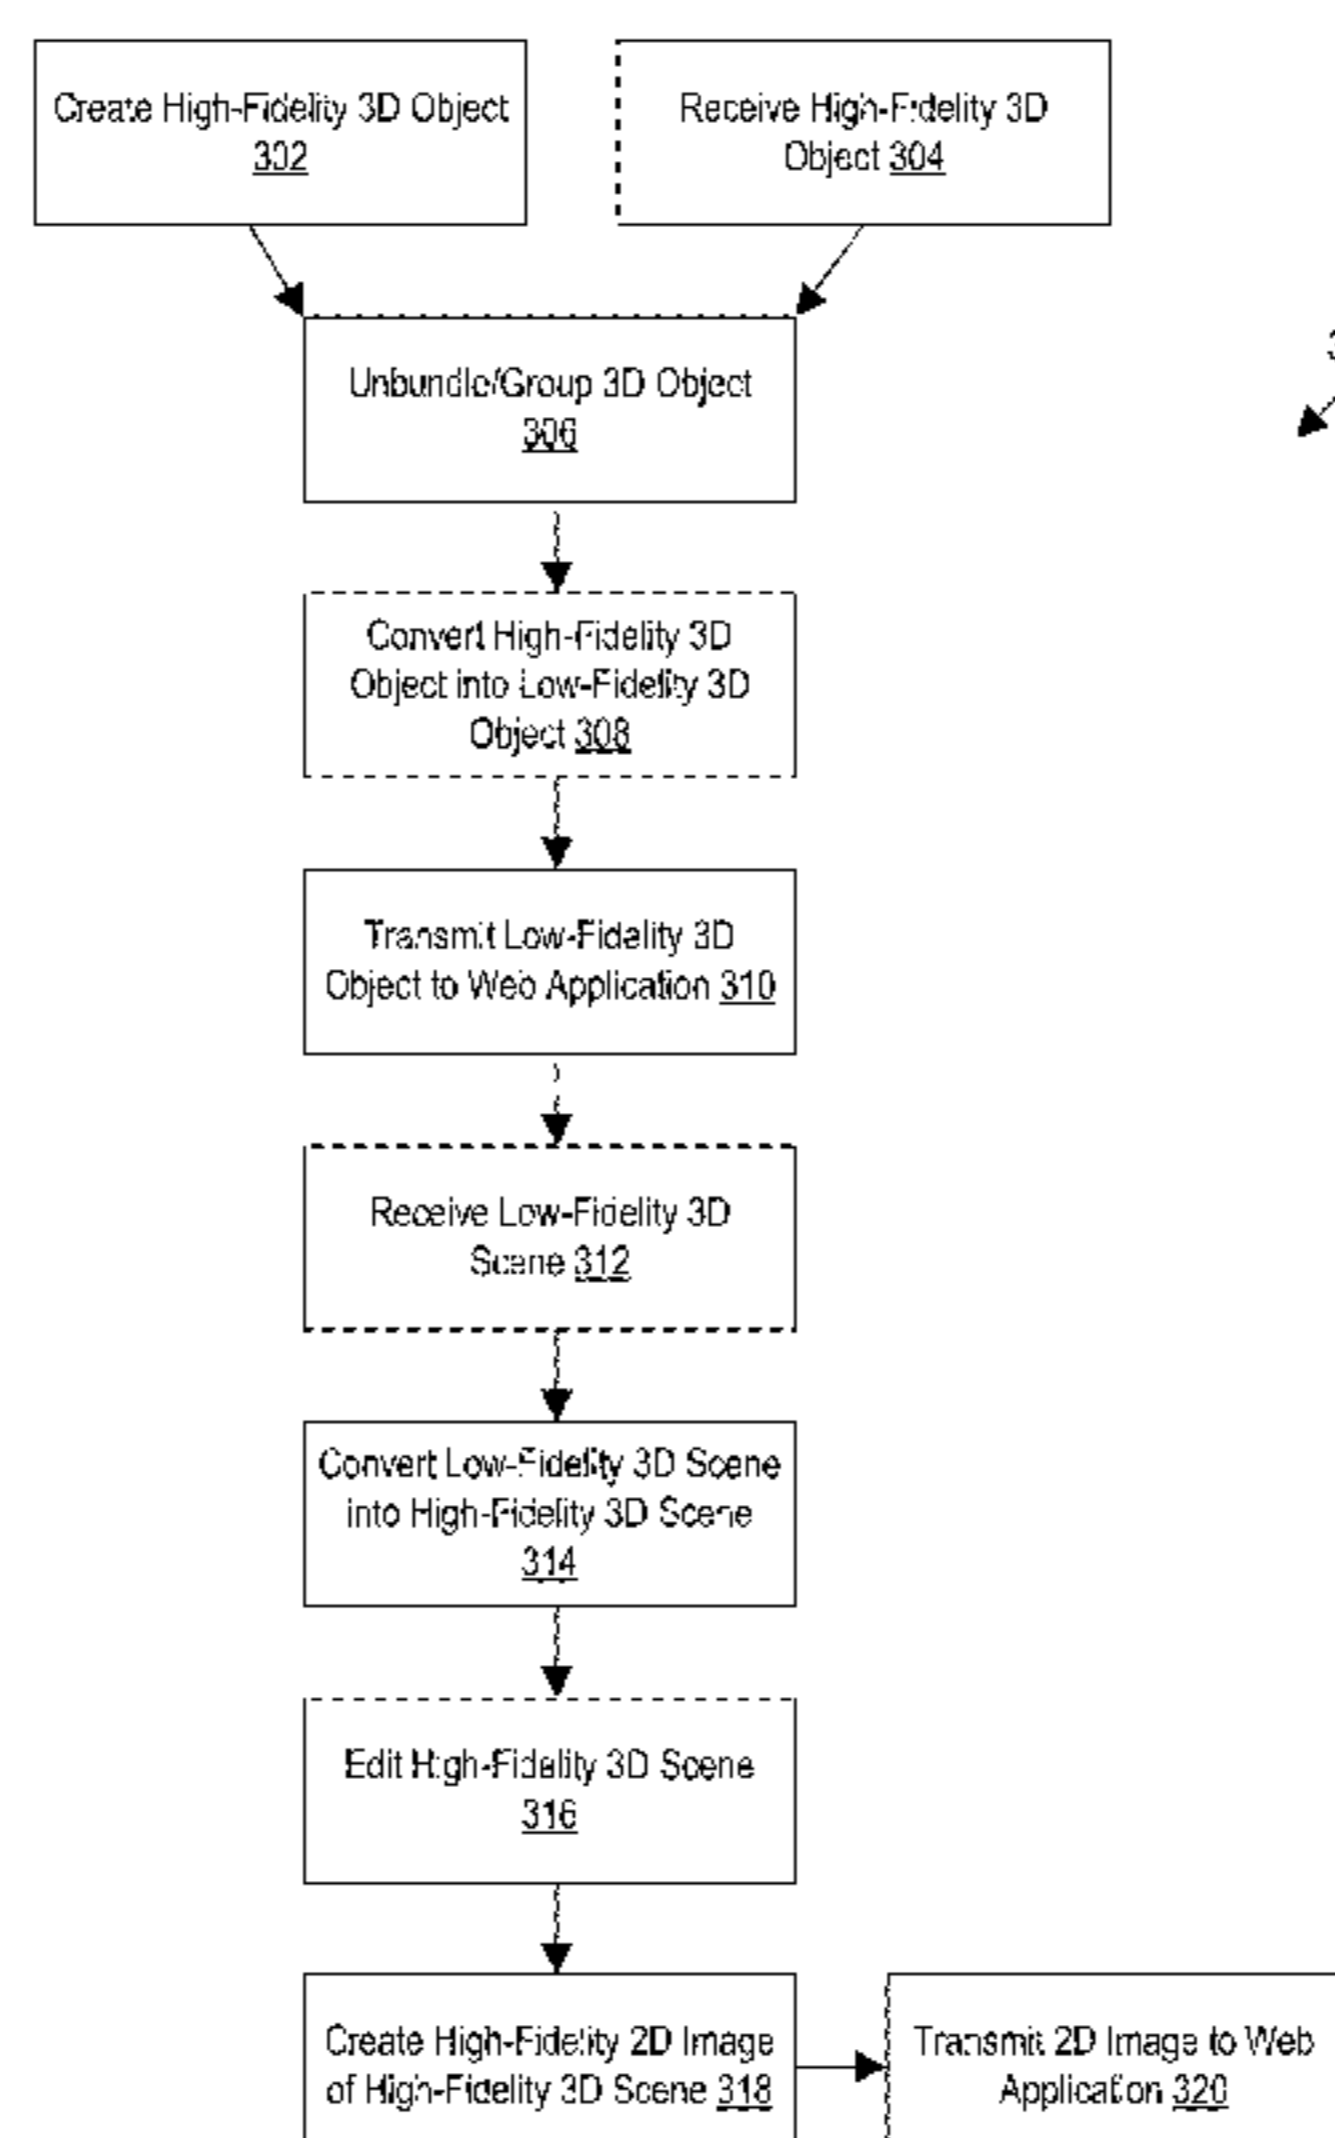 Create High-Fidelity 3D Object
302
Receive High-Fidelity 3D
Object 304
Unbundle/Group 3D Object
306
Convert High-Fidelity 3D
Object into Low-Fidelity 3D
Object 308
Transmit Low-Fidelity 3D
Object to Web Application 310
Receive Low-Fidelity 3D
Scene 312
Convert Low-Fidelity 3D Scene
into High-Fidelity 3D Scene
314
Edit High-Fidelity 3D Scene
316
Create High-Fidelity 2D Image
of High-Fidelity 3D Scene 318
Transmit 2D Image to Web
Application 320